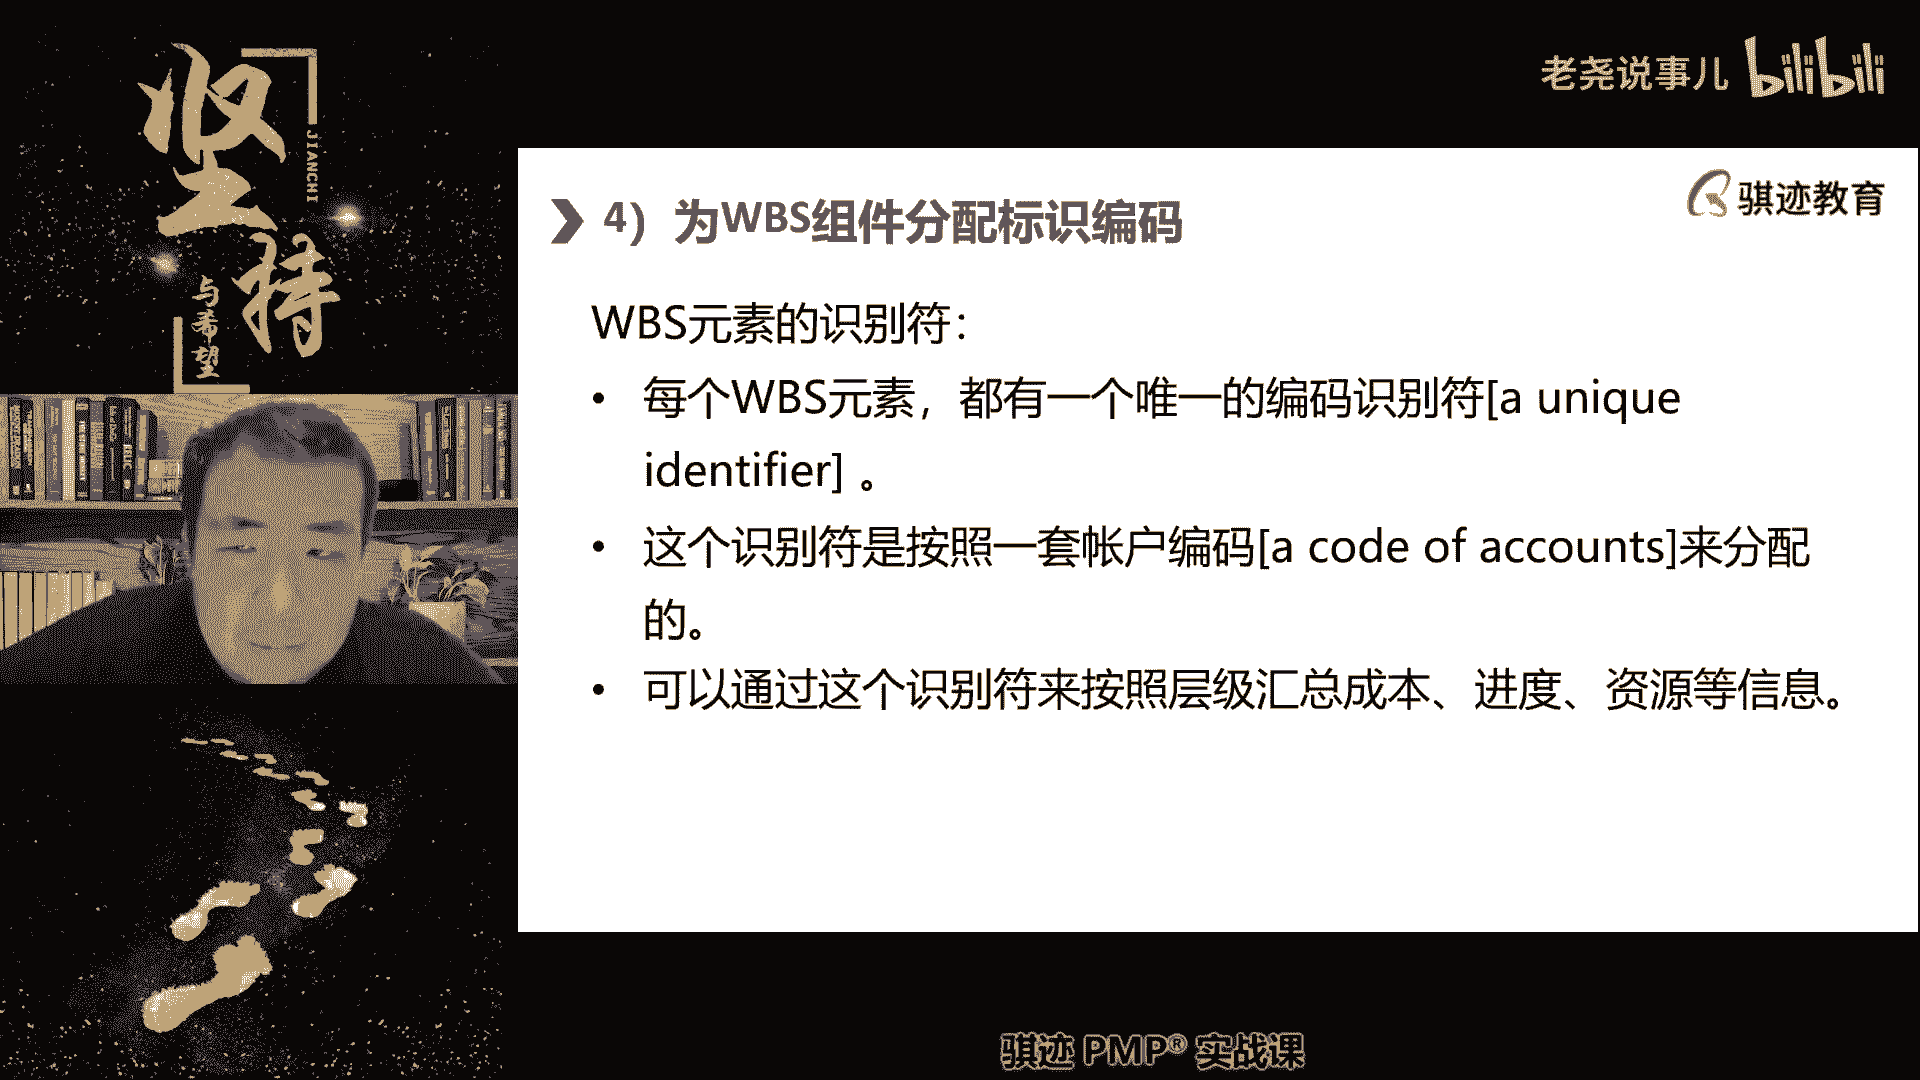 坚持
JIANCHI
与希望
老尧说事儿 bilibili
骐迹教育
4）为WBS组件分配标识编码
WBS元素的识别符：
• 每个WBS元素，都有一个唯一的编码识别符[a unique
identifier] 。
• 这个识别符是按照一套帐户编码[a code of accounts]来分配
的。
• 可以通过这个识别符来按照层级汇总成本、进度、资源等信息。
骐迹 PMP® 实战课